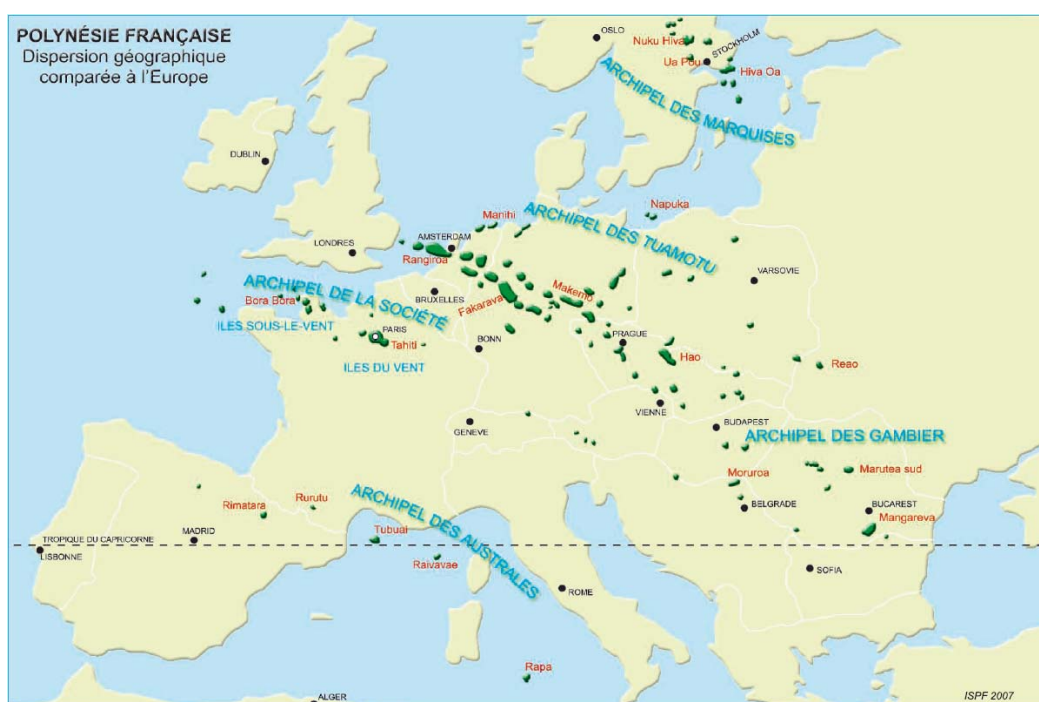 POLYNÉSIE FRANÇAISE
Dispersion géographique
comparée à l'Europe
OSLO
Nuku Hiva
STOCKHOLM
Ua Pou
Hiva Oa
ARCHIPEL DES MARQUISES
DUBLIN
Napuka
Manihi
ARCHIPEL DES TUAMOTU
AMSTERDAM
LONDRES
Rangiroa
VARSOVIE
ARCHIPEL DE LA SOCIÉTÉ
BRUXELLES
Makemo
Bora Bora
Fakarava
ILES SOUS-LE-VENT
PARIS
PRAGUE
Tahiti
BONN
Hao
Reao
ILES DU VENT
VIENNE
GENEVE
BUDAPEST
ARCHIPEL DES GAMBIER
Moruroa
Marutea sud
ARCHIPEL DES AUSTRALES
Rurutu
Rimatara
BELGRADE
BUCAREST
Mangareva
MADRID
Tubuai
TROPIQUE DU CAPRICORNE
LISBONNE
Raivavae
SOFIA
ROME
Rapa
ALGER
ISPF 2007